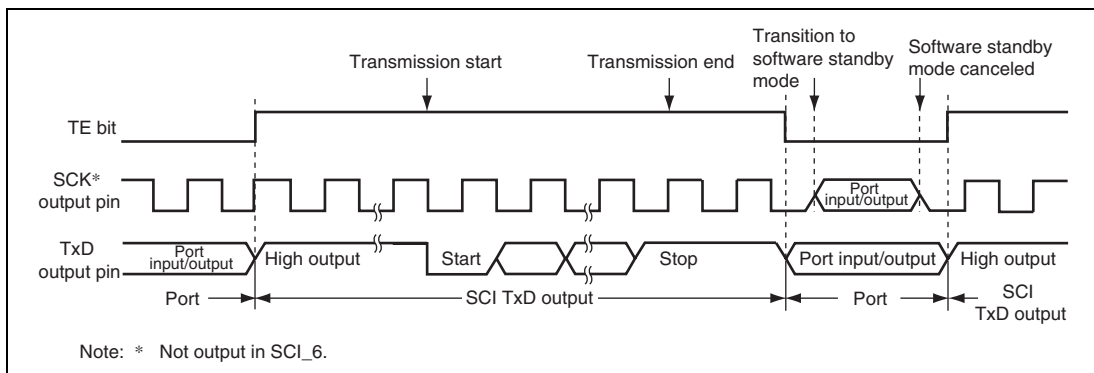 Transmission start
Transmission end
Transition to
software standby
mode
Software standby
mode canceled
TE bit
SCK*
output pin
Port
input/output
TxD
output pin
Port
input/output
High output
Start
Stop
Port input/output
High output
Port
SCI TxD output
Port
SCI
TxD output
Note: * Not output in SCI_6.